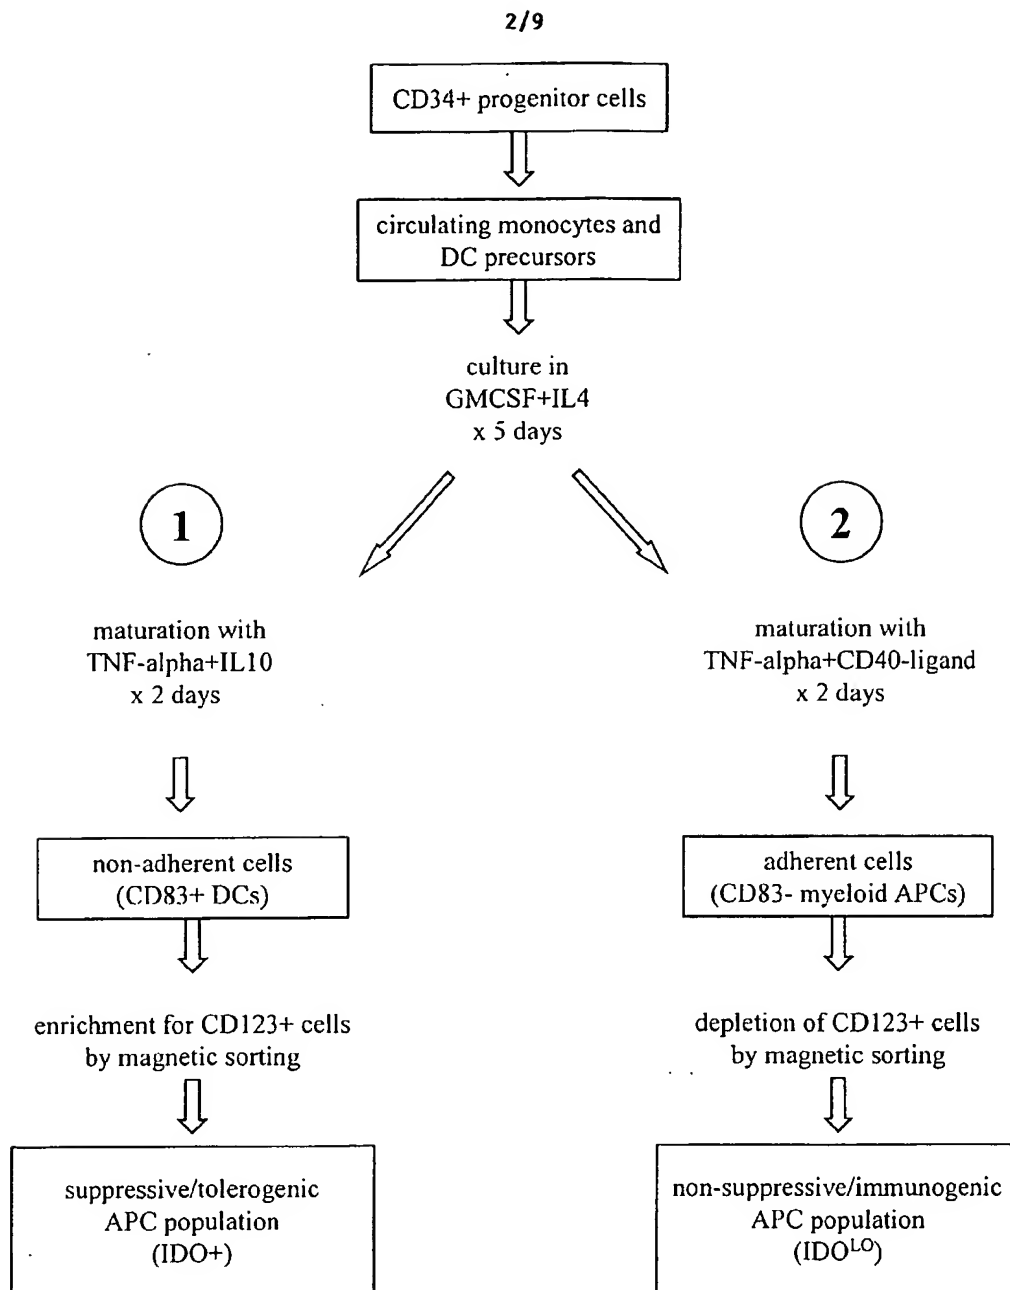 2/9
CD34+ progenitor cells
circulating monocytes and
DC precursors
culture in
GMCSF+IL4
x 5 days
1
maturation with
TNF-alpha+IL10
x 2 days
non-adherent cells
(CD83+ DCs)
enrichment for CD123+ cells
by magnetic sorting
suppressive/tolerogenic
APC population
(IDO+)
2
maturation with
TNF-alpha+CD40-ligand
x 2 days
adherent cells
(CD83- myeloid APCs)
depletion of CD123+ cells
by magnetic sorting
non-suppressive/immunogenic
APC population
(IDO^LO)